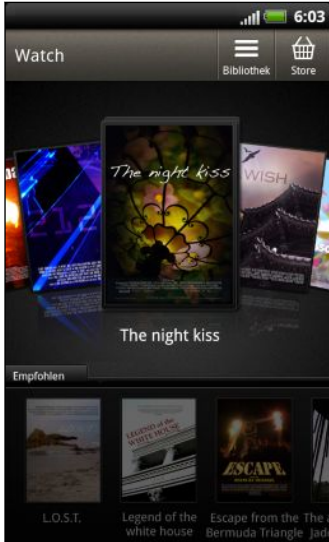 6:03
Watch
Bibliothek
Store
The night kiss
WISH
The night kiss
Empfohlen
LEGEND of the
WHITE HOUSE
ESCAPE
L.O.S.T.
Legend of the
white house
Escape from the
Bermuda Triangle
The
Jad